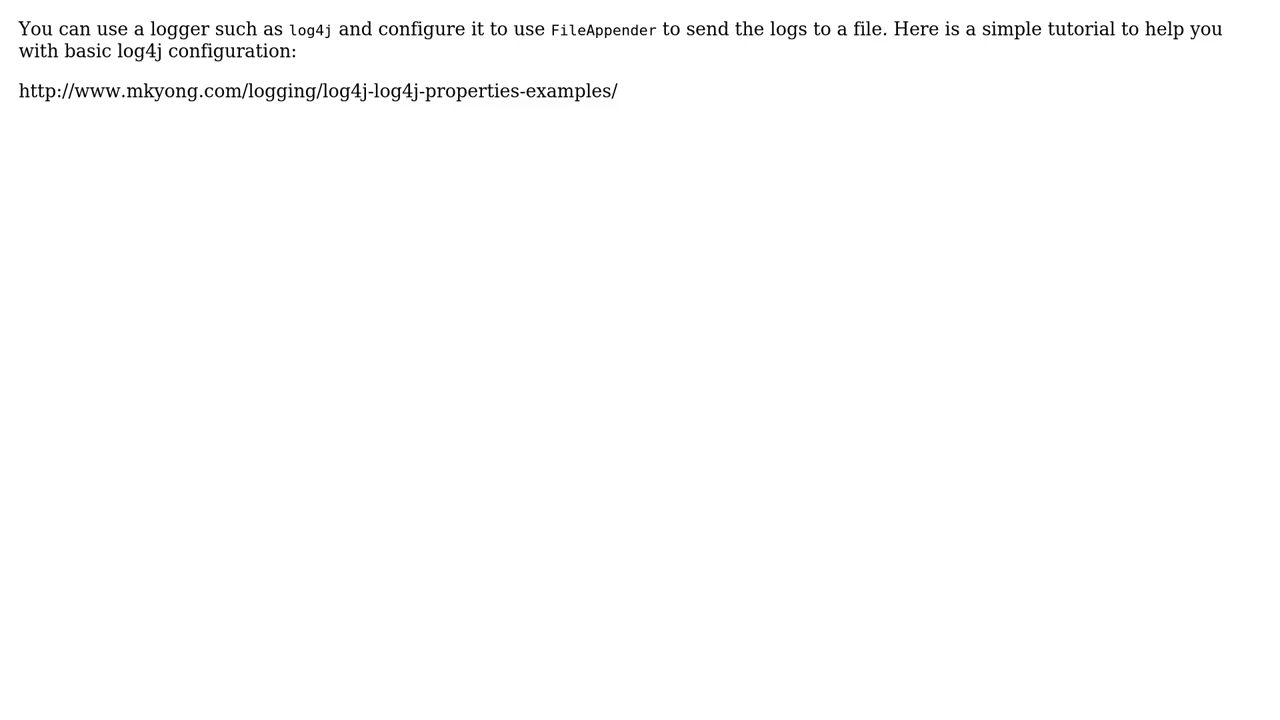 You can use a logger such as log4j and configure it to use FileAppender to send the logs to a file. Here is a simple tutorial to help you
with basic log4j configuration:
http://www.mkyong.com/logging/log4j-log4j-properties-examples/